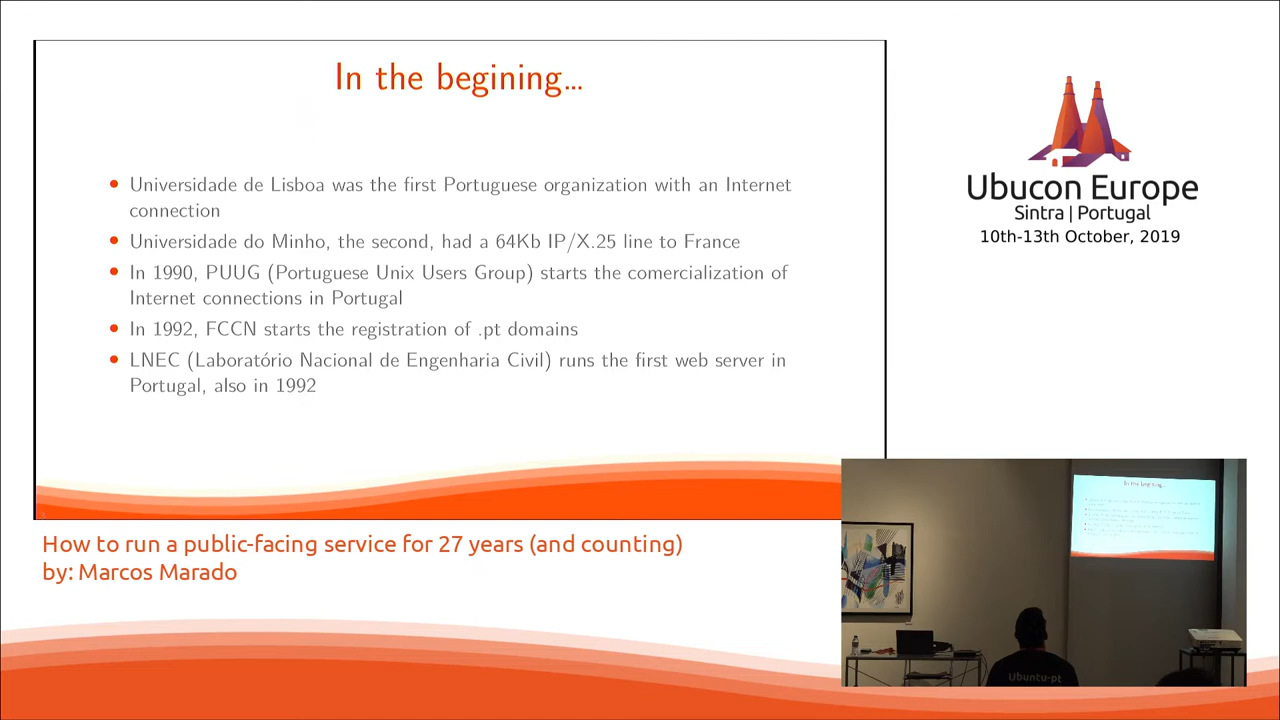 In the begining...
Universidade de Lisboa was the first Portuguese organization with an Internet
connection
Universidade do Minho, the second, had a 64Kb IP/X.25 line to France
In 1990, PUUG (Portuguese Unix Users Group) starts the comercialization of
Internet connections in Portugal
In 1992, FCCN starts the registration of .pt domains
LNEC (Laboratório Nacional de Engenharia Civil) runs the first web server in
Portugal, also in 1992
How to run a public-facing service for 27 years (and counting)
by: Marcos Marado
Ubucon Europe
Sintra | Portugal
10th-13th October, 2019
In the begining...
Ubuntu-pt